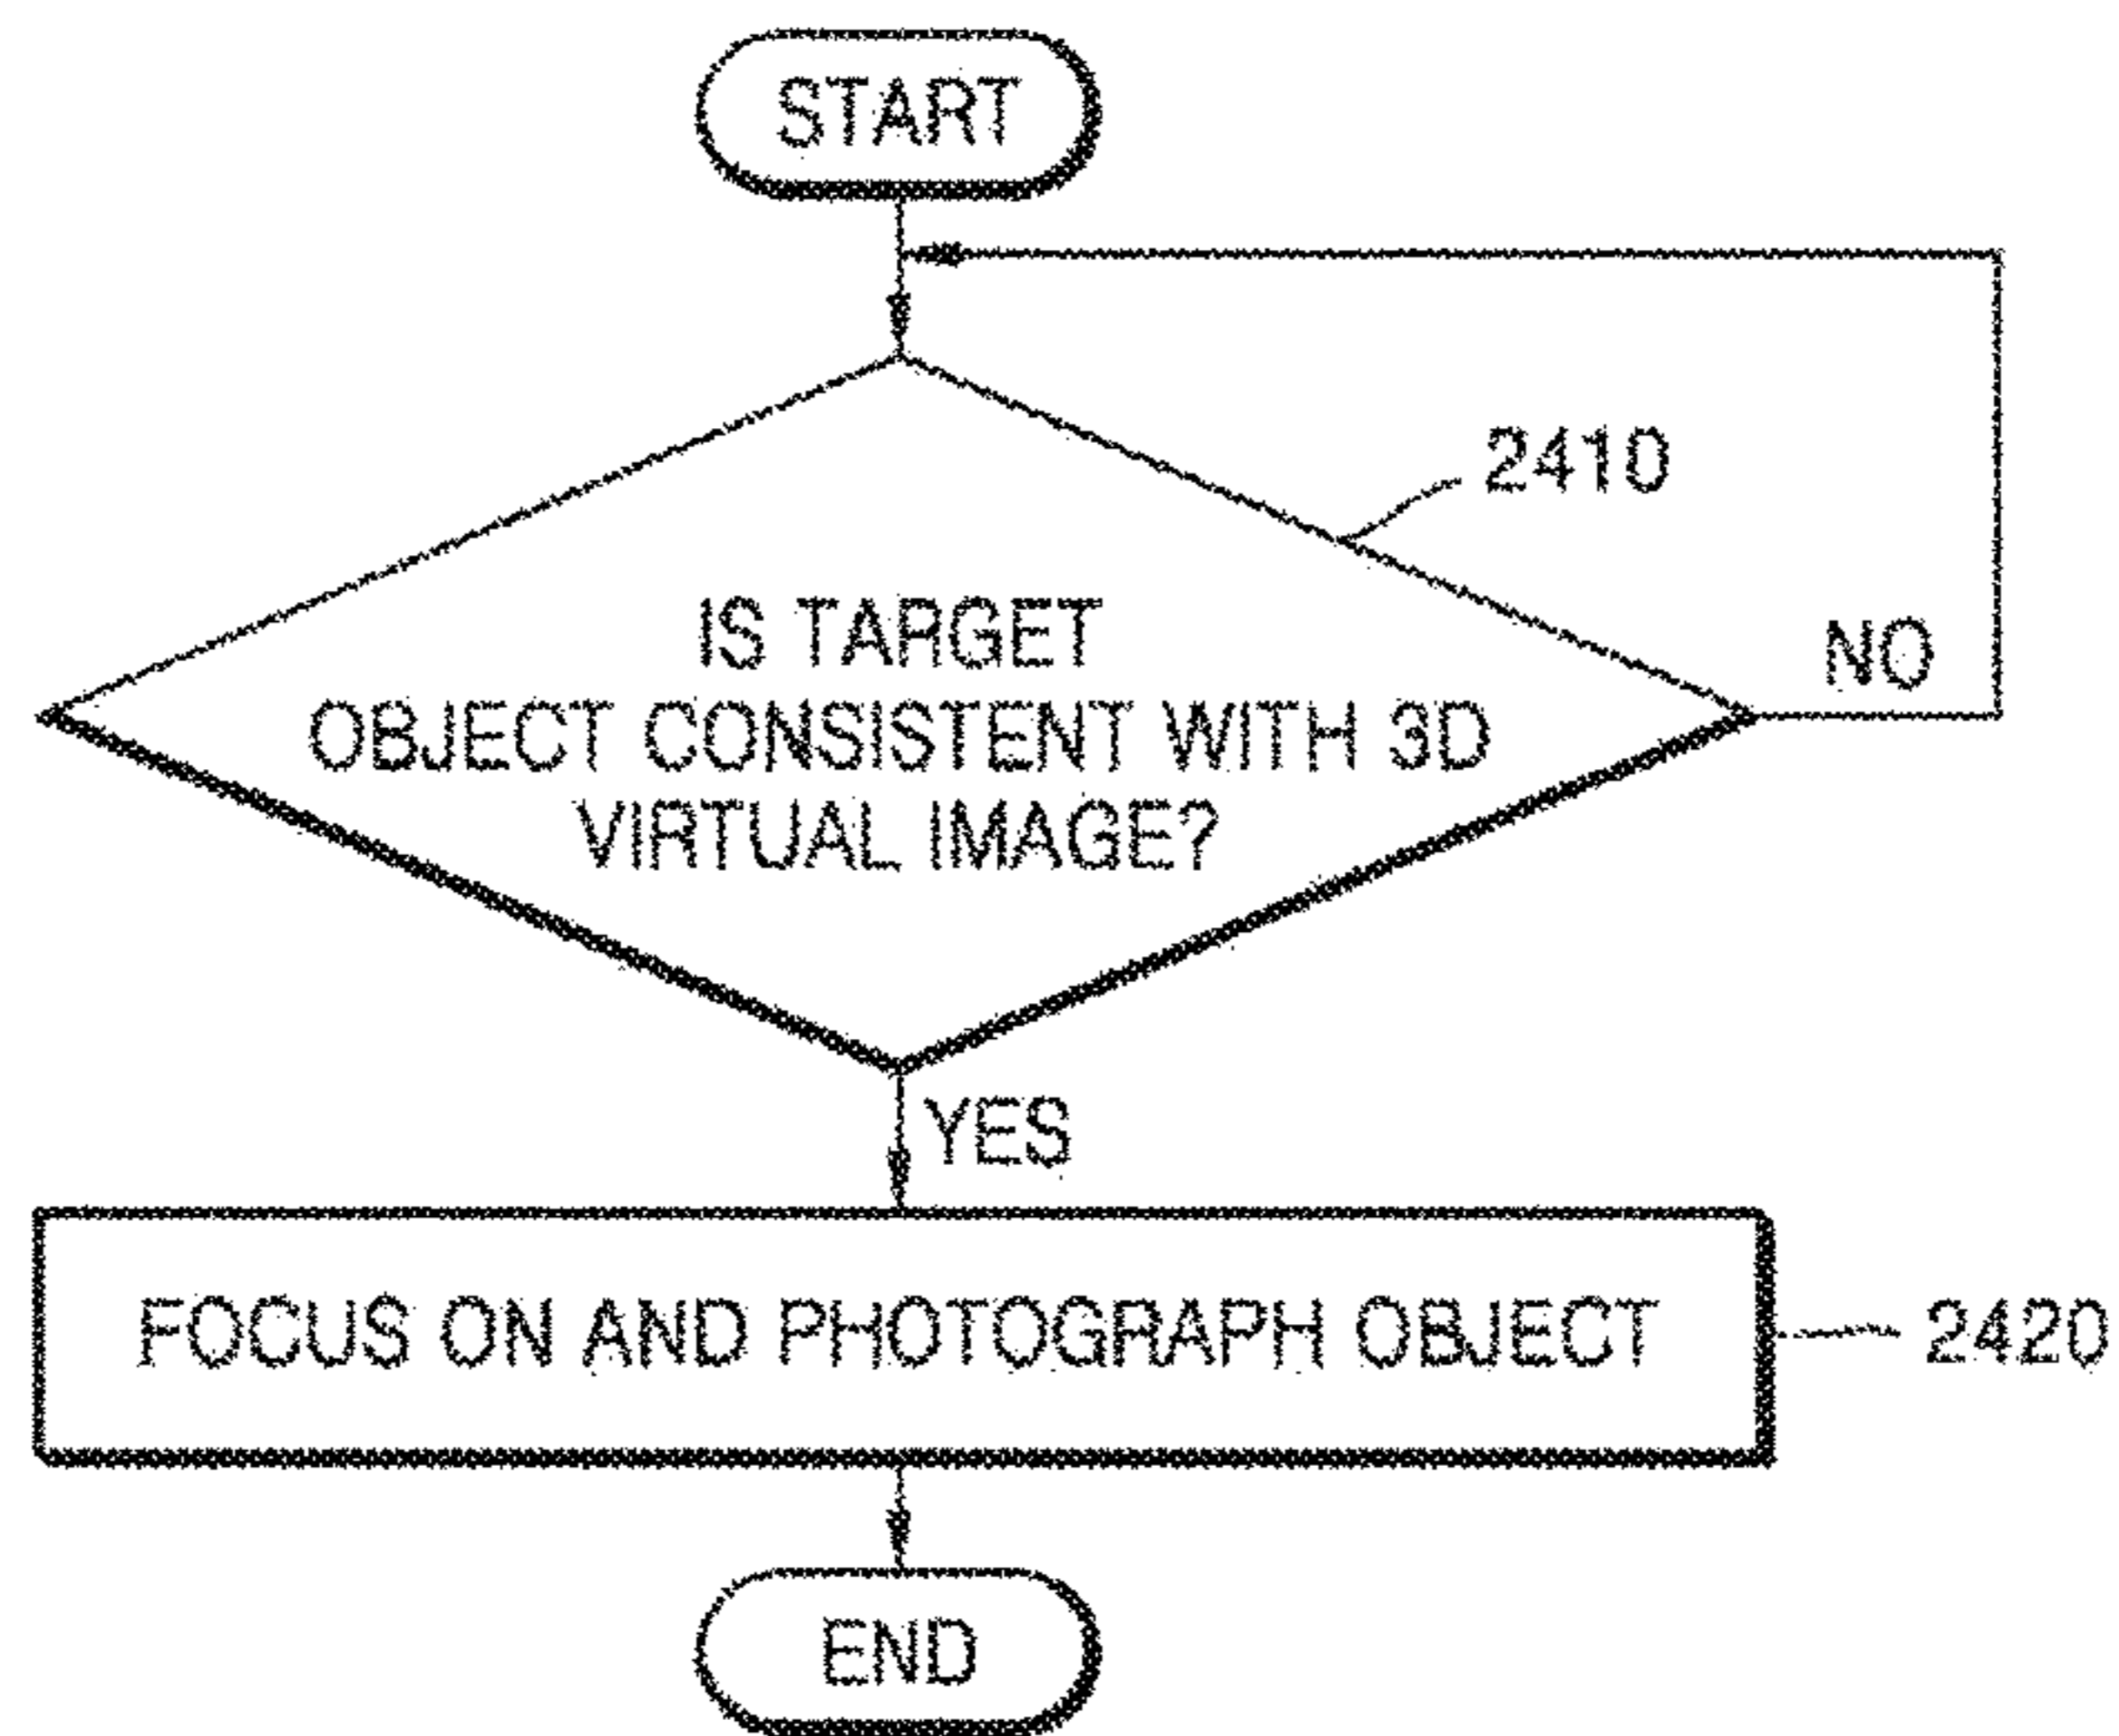 START
2410
IS TARGET
NO
OBJECT CONSISTENT WITH 3D
VIRTUAL IMAGE?
YES
FOCUS ON AND PHOTOGRAPH OBJECT
2420
END